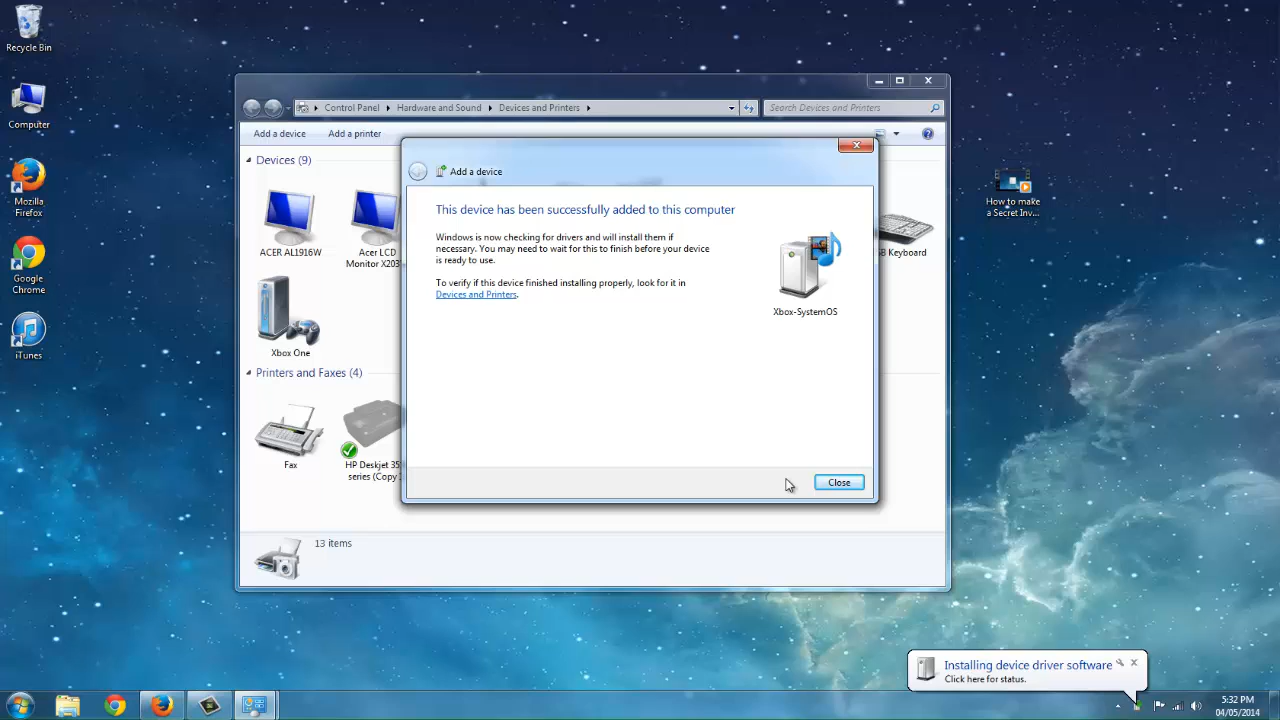 Recycle Bin
Computer
Mozilla
Firefox
Google
Chrome
iTunes
Control Panel
Hardware and Sound
Devices and Printers
Search Devices and Printers
Add a device
Add a printer
Devices (9)
ACER AL1916W
Acer LCD
Monitor X203
Keyboard
Xbox One
Printers and Faxes (4)
Fax
HP Deskjet 35
series (Copy
13 items
Add a device
This device has been successfully added to this computer
Windows is now checking for drivers and will install them if
necessary. You may need to wait for this to finish before your device
is ready to use.
To verify if this device finished installing properly, look for it in
Devices and Printers.
Xbox-SystemOS
Close
How to make
a Secret Inv...
Installing device driver software
Click here for status.
5:32 PM
04/05/2014